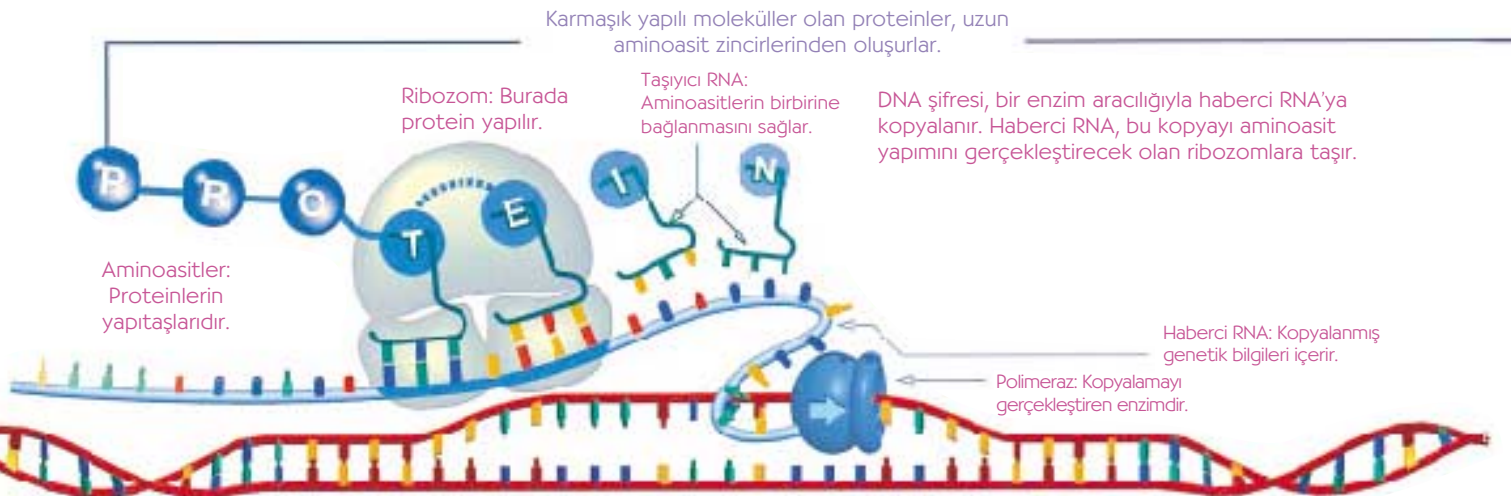 Karmaşık yapılı moleküller olan proteinler, uzun
aminoasit zincirlerinden oluşurlar.
Ribozom: Burada
protein yapılır.
Taşıyıcı RNA:
Aminoasitlerin birbirine
bağlanmasını sağlar.
DNA şifresi, bir enzim aracılığıyla haberci RNA'ya
kopyalanır. Haberci RNA, bu kopyayı aminoasit
yapımını gerçekleştirecek olan ribozomlara taşır.
P R O T E I N
Aminoasitler:
Proteinlerin
yapıtaşlarıdır.
Haberci RNA: Kopyalanmış
genetik bilgileri içerir.
Polimeraz: Kopyalamayı
gerçekleştiren enzimdir.